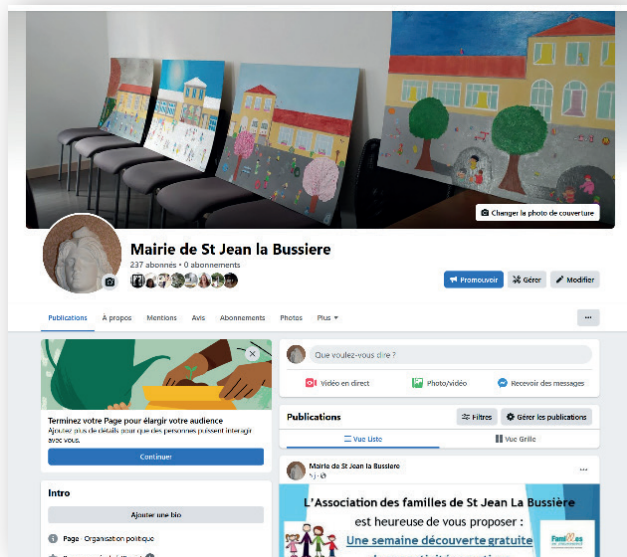 Changer la photo de couverture
Mairie de St Jean la Bussiere
237 abonnés • 0 abonnements
Promouvoir
Gérer
Modifier
Publications
À propos
Mentions
Avis
Abonnements
Photos
Plus
Terminez votre Page pour élargir votre audience
Ajoutez plus de détails pour que des personnes puissent interagir
avec vous.
Continuer
Intro
Ajouter une bio
Page · Organisation politique
Que voulez-vous dire ?
Vidéo en direct
Photo/vidéo
Recevoir des messages
Publications
Filtres
Gérer les publications
Vue Liste
Vue Grille
Mairie de St Jean la Bussiere
L'Association des familles de St Jean La Bussière
est heureuse de vous proposer :
Une semaine découverte gratuite